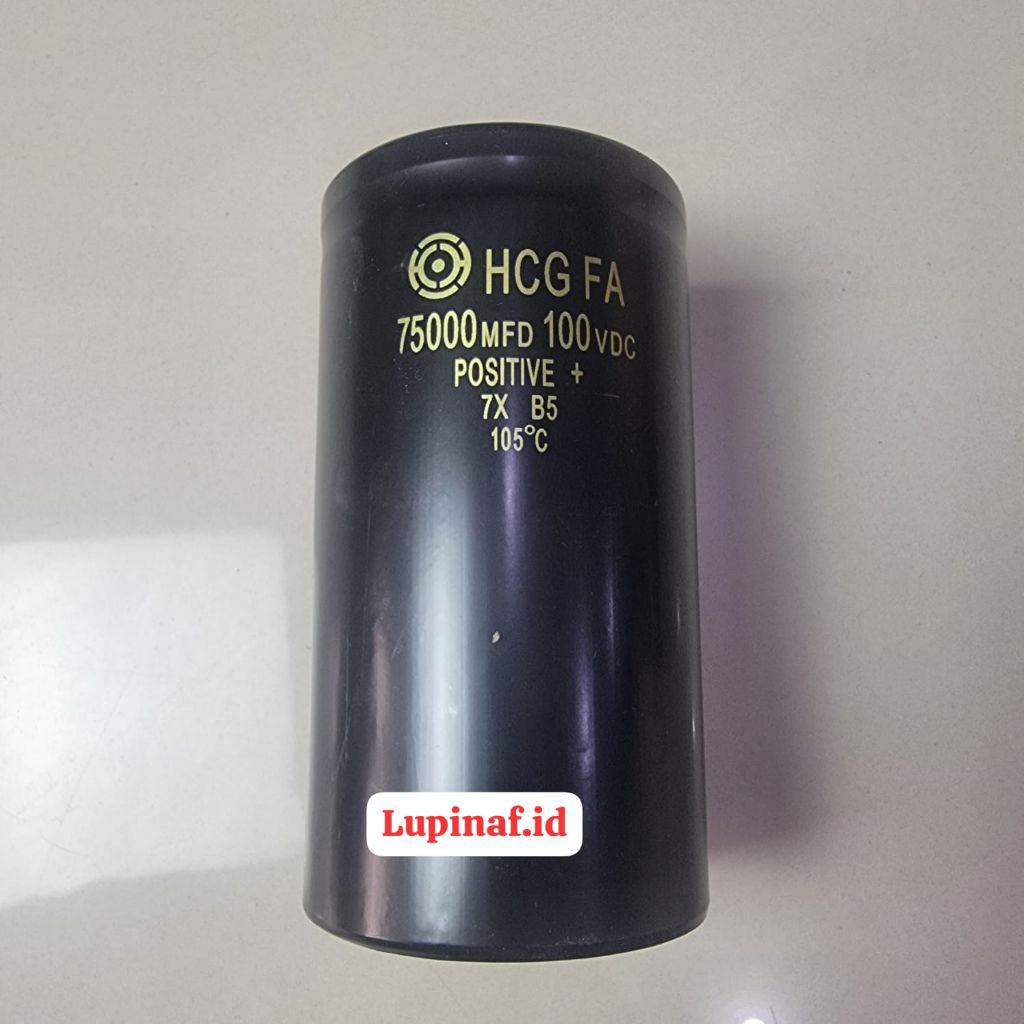 HCG FA
75000MFD 100VDC
POSITIVE +
7X B5
105°C
Lupinaf.id